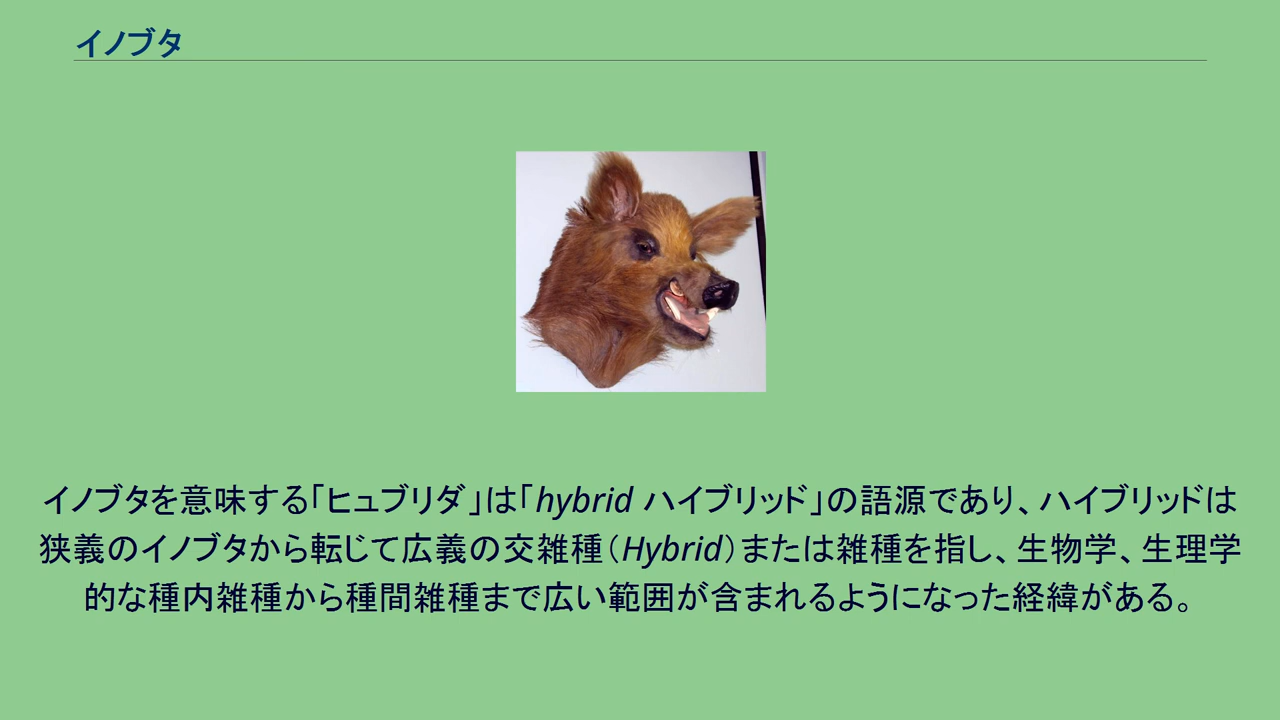 イノブタ
イノブタを意味する「ヒュブリダ」は「hybrid ハイブリッド」の語源であり、ハイブリッドは
狭義のイノブタから転じて広義の交雑種（Hybrid）または雑種を指し、生物学、生理学
的な種内雑種から種間雑種まで広い範囲が含まれるようになった経緯がある。